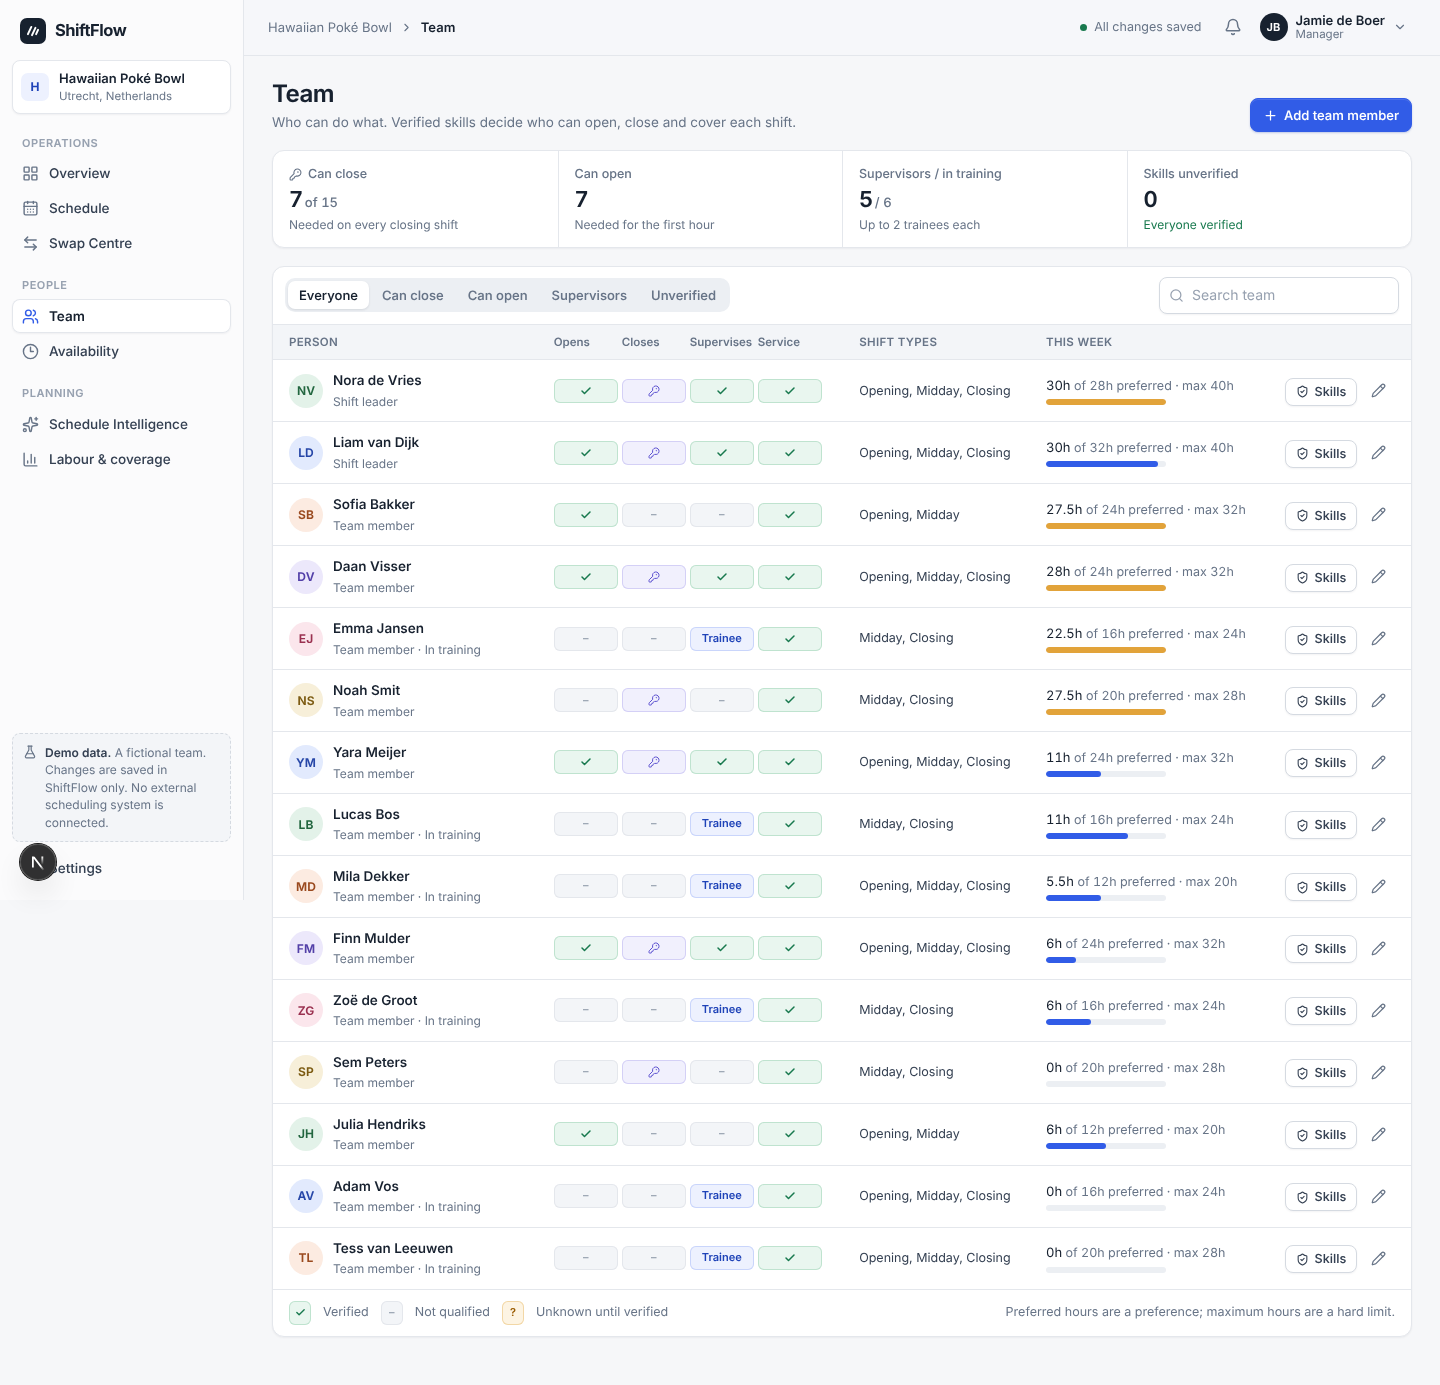 ShiftFlow
H
Hawaiian Poké Bowl
Utrecht, Netherlands
OPERATIONS
Overview
Schedule
Swap Centre
PEOPLE
Team
Availability
PLANNING
Schedule Intelligence
Labour & coverage
Demo data. A fictional team.
Changes are saved in
ShiftFlow only. No external
scheduling system is
connected.
N
ettings
Hawaiian Poké Bowl > Team
All changes saved
JB
Jamie de Boer
Manager
Team
Who can do what. Verified skills decide who can open, close and cover each shift.
+ Add team member
Can close
7 of 15
Needed on every closing shift
Can open
7
Needed for the first hour
Supervisors / in training
5 / 6
Up to 2 trainees each
Skills unverified
0
Everyone verified
Everyone Can close Can open Supervisors Unverified
Search team
PERSON Opens Closes Supervises Service SHIFT TYPES THIS WEEK
NV Nora de Vries Opening, Midday, Closing 30h of 28h preferred · max 40h Skills
Shift leader
LD Liam van Dijk Opening, Midday, Closing 30h of 32h preferred · max 40h Skills
Shift leader
SB Sofia Bakker – – Opening, Midday 27.5h of 24h preferred · max 32h Skills
Team member
DV Daan Visser Opening, Midday, Closing 28h of 24h preferred · max 32h Skills
Team member
EJ Emma Jansen – – Trainee Midday, Closing 22.5h of 16h preferred · max 24h Skills
Team member · In training
NS Noah Smit – – Midday, Closing 27.5h of 20h preferred · max 28h Skills
Team member
YM Yara Meijer Opening, Midday, Closing 11h of 24h preferred · max 32h Skills
Team member
LB Lucas Bos – – Trainee Midday, Closing 11h of 16h preferred · max 24h Skills
Team member · In training
MD Mila Dekker – – Trainee Opening, Midday, Closing 5.5h of 12h preferred · max 20h Skills
Team member · In training
FM Finn Mulder Opening, Midday, Closing 6h of 24h preferred · max 32h Skills
Team member
ZG Zoë de Groot – – Trainee Midday, Closing 6h of 16h preferred · max 24h Skills
Team member · In training
SP Sem Peters – – Midday, Closing 0h of 20h preferred · max 28h Skills
Team member
JH Julia Hendriks – – Opening, Midday 6h of 12h preferred · max 20h Skills
Team member
AV Adam Vos – – Trainee Opening, Midday, Closing 0h of 16h preferred · max 24h Skills
Team member · In training
TL Tess van Leeuwen – – Trainee Opening, Midday, Closing 0h of 20h preferred · max 28h Skills
Team member · In training
Verified – Not qualified ? Unknown until verified
Preferred hours are a preference; maximum hours are a hard limit.